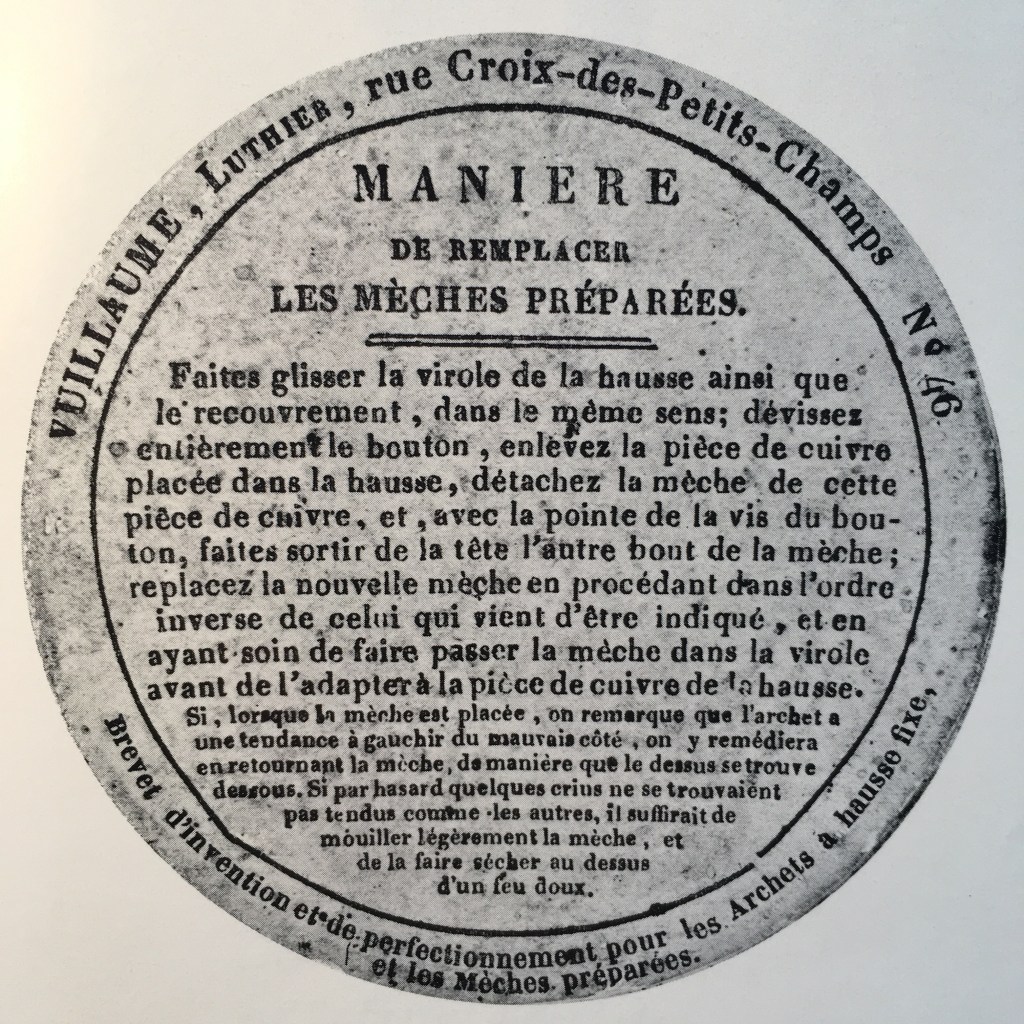 VUILLAUME, LUTHIER, rue Croix-des-Petits-Champs No 46
MANIERE
DE REMPLACER
LES MÈCHES PRÉPARÉES.
Faites glisser la virole de la hausse ainsi que
le recouvrement, dans le même sens; dévissez
entièrement le bouton, enlevez la pièce de cuivre
placée dans la hausse, détachez la mèche de cette
pièce de cuivre, et, avec la pointe de la vis du bou-
ton, faites sortir de la tête l'autre bout de la mèche;
replacez la nouvelle mèche en procédant dans l'ordre
inverse de celui qui vient d'être indiqué, et en
ayant soin de faire passer la mèche dans la virole
avant de l'adapter à la pièce de cuivre de la hausse.
Si, lorsque la mèche est placée, on remarque que l'archet a
une tendance à gauchir du mauvais côté, on y remédiera
en retournant la mèche, de manière que le dessus se trouve
dessous. Si par hasard quelques crins ne se trouvaient
pas tendus comme les autres, il suffirait de
mouiller légèrement la mèche, et
de la faire sécher au dessus
d'un feu doux.
Brevet d'invention et de perfectionnement pour les Archets à hausse fixe,
et les Mèches préparées.